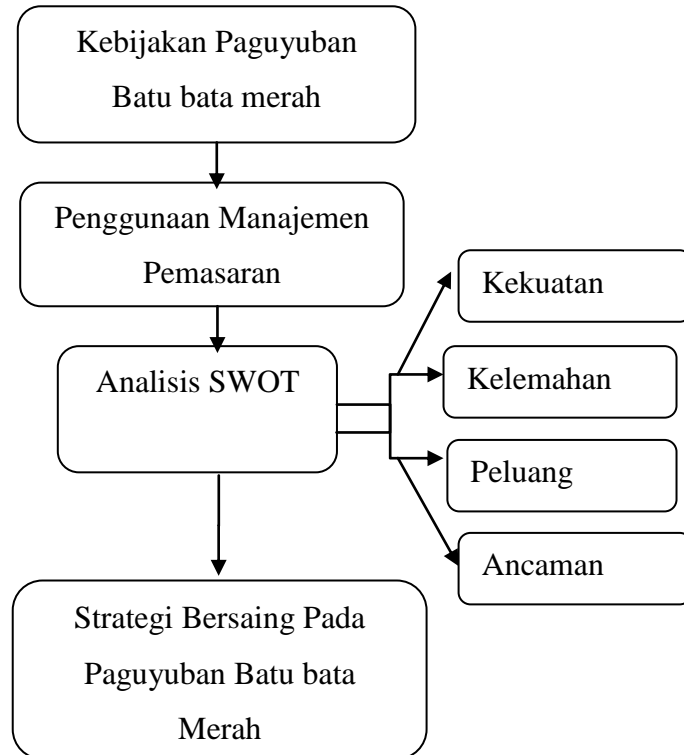 Kebijakan Paguyuban
Batu bata merah
Penggunaan Manajemen
Pemasaran
Analisis SWOT
Kekuatan
Kelemahan
Peluang
Ancaman
Strategi Bersaing Pada
Paguyuban Batu bata
Merah